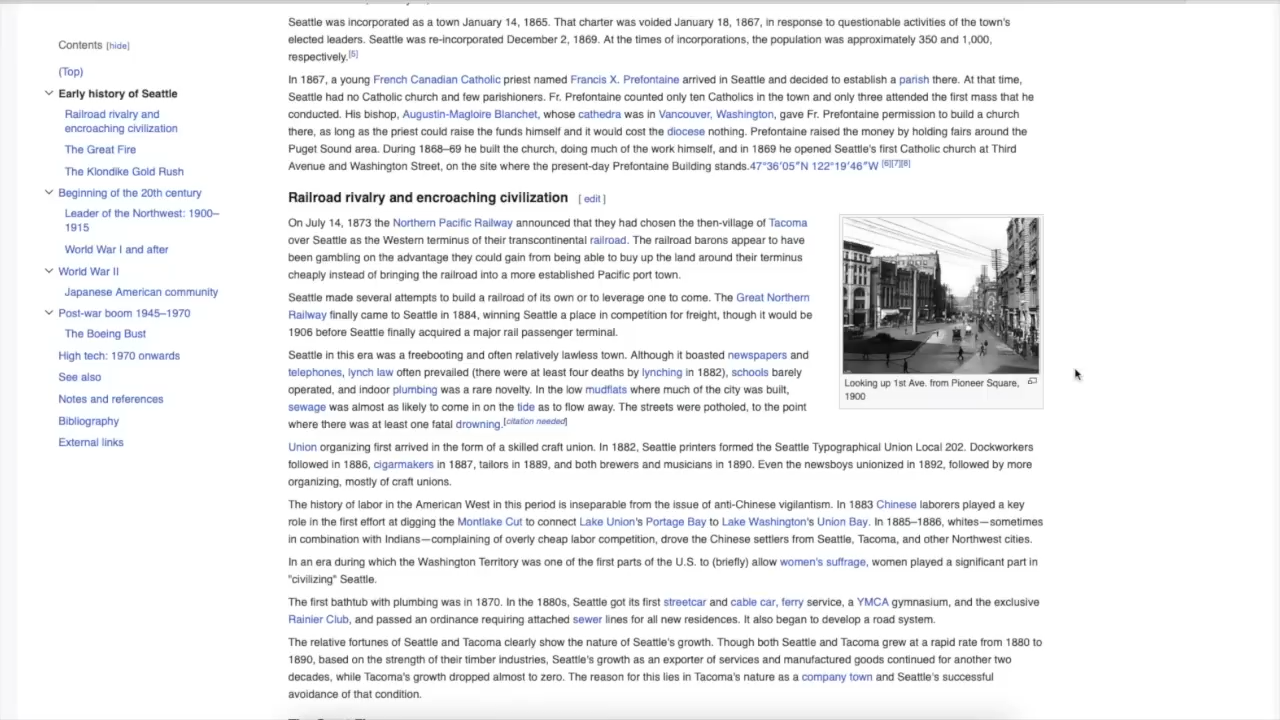 Contents [hide]
(Top)
Early history of Seattle
Railroad rivalry and
encroaching civilization
The Great Fire
The Klondike Gold Rush
Beginning of the 20th century
Leader of the Northwest: 1900–
1915
World War I and after
World War II
Japanese American community
Post-war boom 1945–1970
The Boeing Bust
High tech: 1970 onwards
See also
Notes and references
Bibliography
External links
Seattle was incorporated as a town January 14, 1865. That charter was voided January 18, 1867, in response to questionable activities of the town's
elected leaders. Seattle was re-incorporated December 2, 1869. At the times of incorporations, the population was approximately 350 and 1,000,
respectively.[5]
In 1867, a young French Canadian Catholic priest named Francis X. Prefontaine arrived in Seattle and decided to establish a parish there. At that time,
Seattle had no Catholic church and few parishioners. Fr. Prefontaine counted only ten Catholics in the town and only three attended the first mass that he
conducted. His bishop, Augustin-Magloire Blanchet, whose cathedra was in Vancouver, Washington, gave Fr. Prefontaine permission to build a church
there, as long as the priest could raise the funds himself and it would cost the diocese nothing. Prefontaine raised the money by holding fairs around the
Puget Sound area. During 1868–69 he built the church, doing much of the work himself, and in 1869 he opened Seattle's first Catholic church at Third
Avenue and Washington Street, on the site where the present-day Prefontaine Building stands.47°36′05″N 122°19′46″W [6][7][8]
Railroad rivalry and encroaching civilization [ edit ]
On July 14, 1873 the Northern Pacific Railway announced that they had chosen the then-village of Tacoma
over Seattle as the Western terminus of their transcontinental railroad. The railroad barons appear to have
been gambling on the advantage they could gain from being able to buy up the land around their terminus
cheaply instead of bringing the railroad into a more established Pacific port town.
Seattle made several attempts to build a railroad of its own or to leverage one to come. The Great Northern
Railway finally came to Seattle in 1884, winning Seattle a place in competition for freight, though it would be
1906 before Seattle finally acquired a major rail passenger terminal.
Seattle in this era was a freebooting and often relatively lawless town. Although it boasted newspapers and
telephones, lynch law often prevailed (there were at least four deaths by lynching in 1882), schools barely
operated, and indoor plumbing was a rare novelty. In the low mudflats where much of the city was built,
sewage was almost as likely to come in on the tide as to flow away. The streets were potholed, to the point
where there was at least one fatal drowning.[citation needed]
Looking up 1st Ave. from Pioneer Square,
1900
Union organizing first arrived in the form of a skilled craft union. In 1882, Seattle printers formed the Seattle Typographical Union Local 202. Dockworkers
followed in 1886, cigarmakers in 1887, tailors in 1889, and both brewers and musicians in 1890. Even the newsboys unionized in 1892, followed by more
organizing, mostly of craft unions.
The history of labor in the American West in this period is inseparable from the issue of anti-Chinese vigilantism. In 1883 Chinese laborers played a key
role in the first effort at digging the Montlake Cut to connect Lake Union's Portage Bay to Lake Washington's Union Bay. In 1885–1886, whites—sometimes
in combination with Indians—complaining of overly cheap labor competition, drove the Chinese settlers from Seattle, Tacoma, and other Northwest cities.
In an era during which the Washington Territory was one of the first parts of the U.S. to (briefly) allow women's suffrage, women played a significant part in
"civilizing" Seattle.
The first bathtub with plumbing was in 1870. In the 1880s, Seattle got its first streetcar and cable car, ferry service, a YMCA gymnasium, and the exclusive
Rainier Club, and passed an ordinance requiring attached sewer lines for all new residences. It also began to develop a road system.
The relative fortunes of Seattle and Tacoma clearly show the nature of Seattle's growth. Though both Seattle and Tacoma grew at a rapid rate from 1880 to
1890, based on the strength of their timber industries, Seattle's growth as an exporter of services and manufactured goods continued for another two
decades, while Tacoma's growth dropped almost to zero. The reason for this lies in Tacoma's nature as a company town and Seattle's successful
avoidance of that condition.